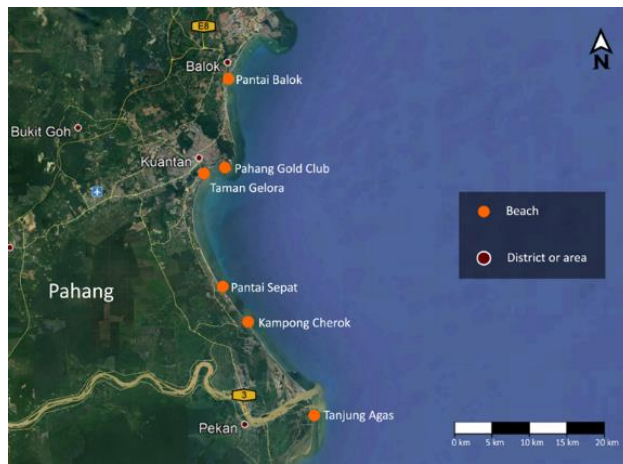 E8
N
Balok
Pantai Balok
Bukit Goh
Kuantan
Pahang Gold Club
Taman Gelora
Beach
District or area
Pahang
Pantai Sepat
Kampong Cherok
3
Tanjung Agas
Pekan
0 km 5 km 10 km 15 km 20 km